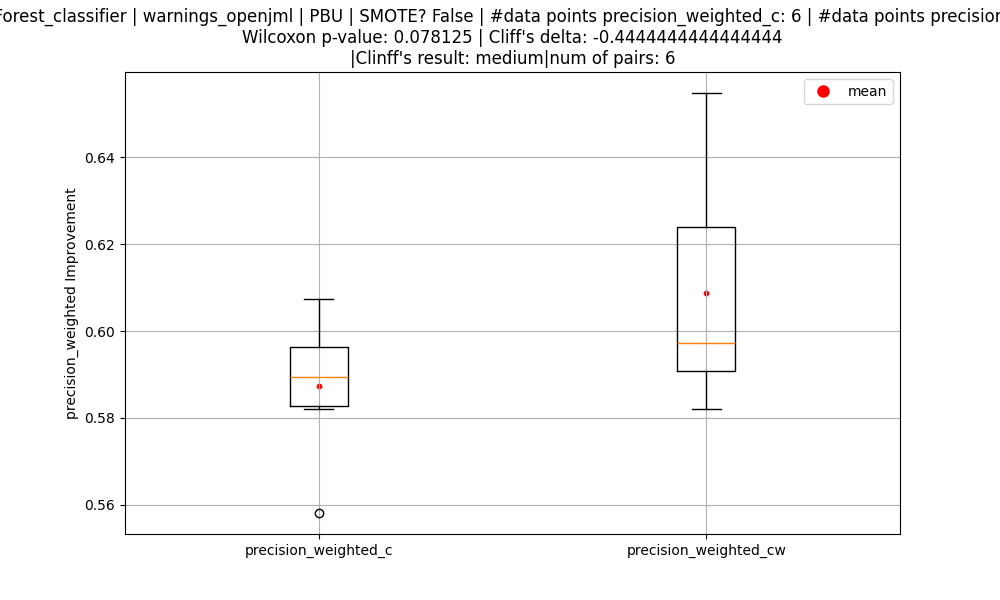 Forest_classifier | warnings_openjml | PBU | SMOTE? False | #data points precision_weighted_c: 6 | #data points precision
Wilcoxon p-value: 0.078125 | Cliff's delta: -0.4444444444444444
|Clinff's result: medium|num of pairs: 6
mean
0.64
0.62
0.60
0.58
0.56
precision_weighted Improvement
precision_weighted_c
precision_weighted_cw